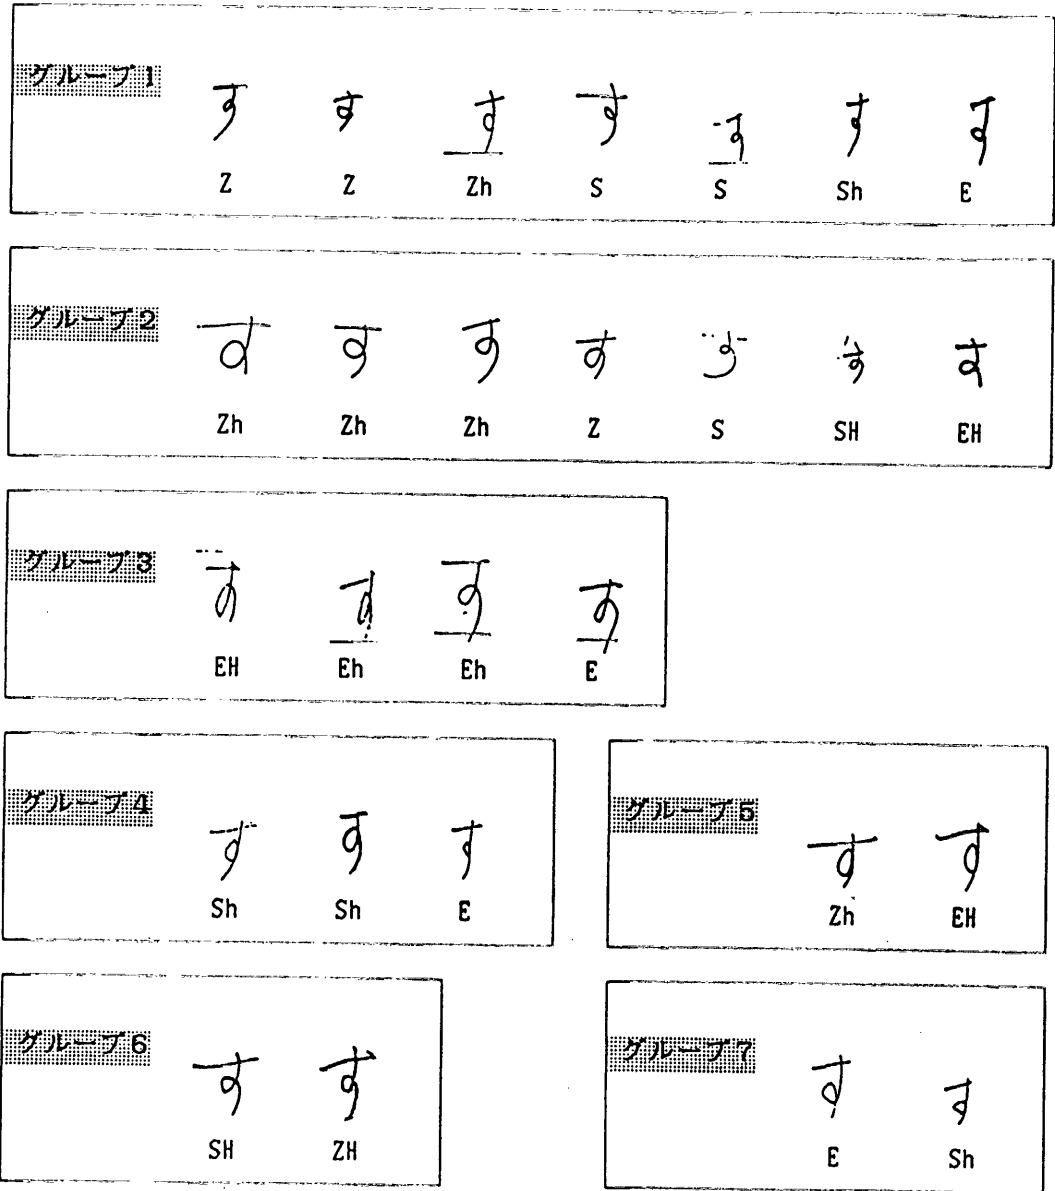 グループ1 す す す す す す す
Z Z Zh S S Sh E
グループ2 す す す す す す す
Zh Zh Zh Z S SH EH
グループ3 す す す す
EH Eh Eh E
グループ4 す す す
Sh Sh E
グループ5 す す
Zh EH
グループ6 す す
SH ZH
グループ7 す す
E Sh